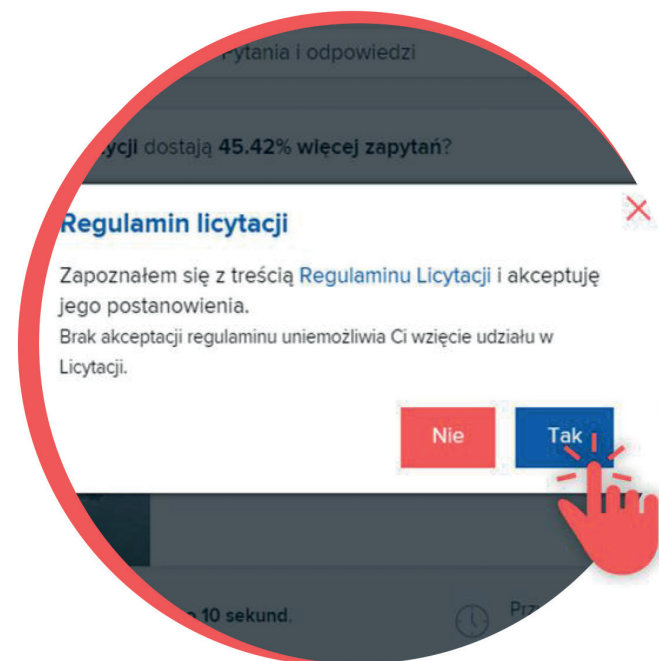 Pytania i odpowiedzi
dostają 45.42% więcej zapytań?
Regulamin licytacji
Zapoznałem się z treścią Regulaminu Licytacji i akceptuję
jego postanowienia.
Brak akceptacji regulaminu uniemożliwia Ci wzięcie udziału w
Licytacji.
Nie Tak
10 sekund.